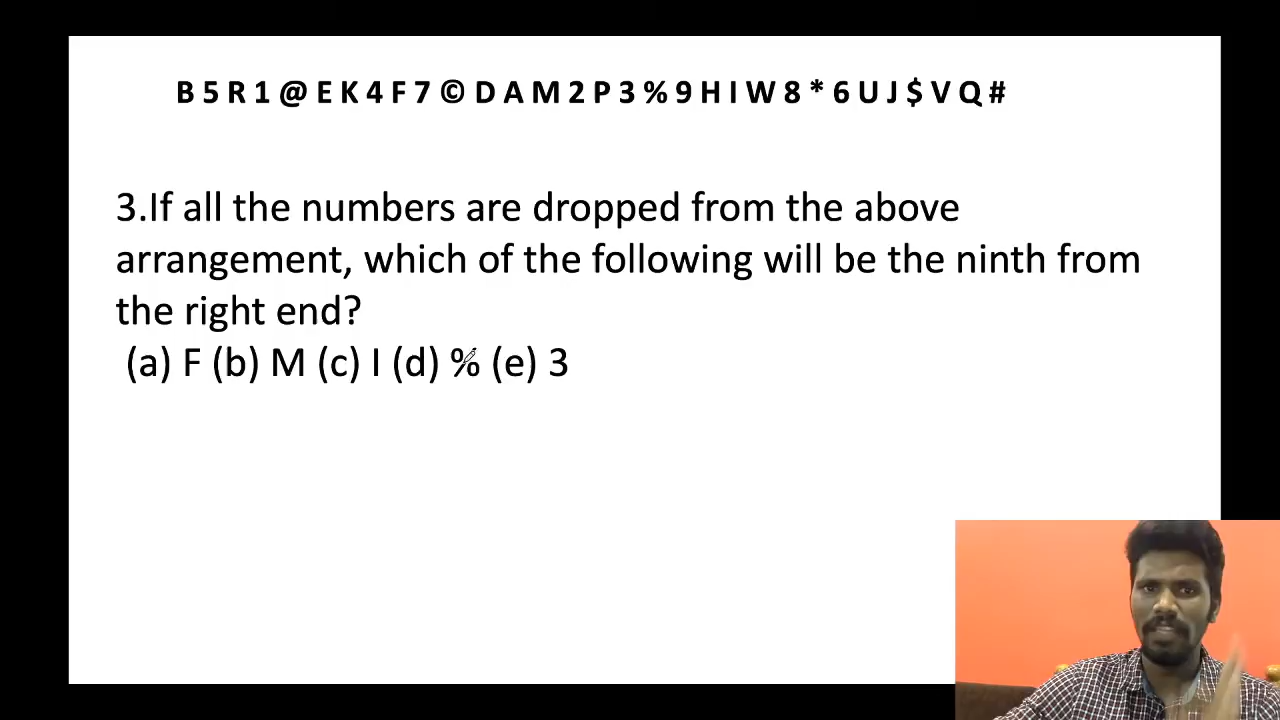 B 5 R 1 @ E K 4 F 7 © D A M 2 P 3 % 9 H I W 8 * 6 U J $ V Q #
3.If all the numbers are dropped from the above
arrangement, which of the following will be the ninth from
the right end?
(a) F (b) M (c) I (d) % (e) 3